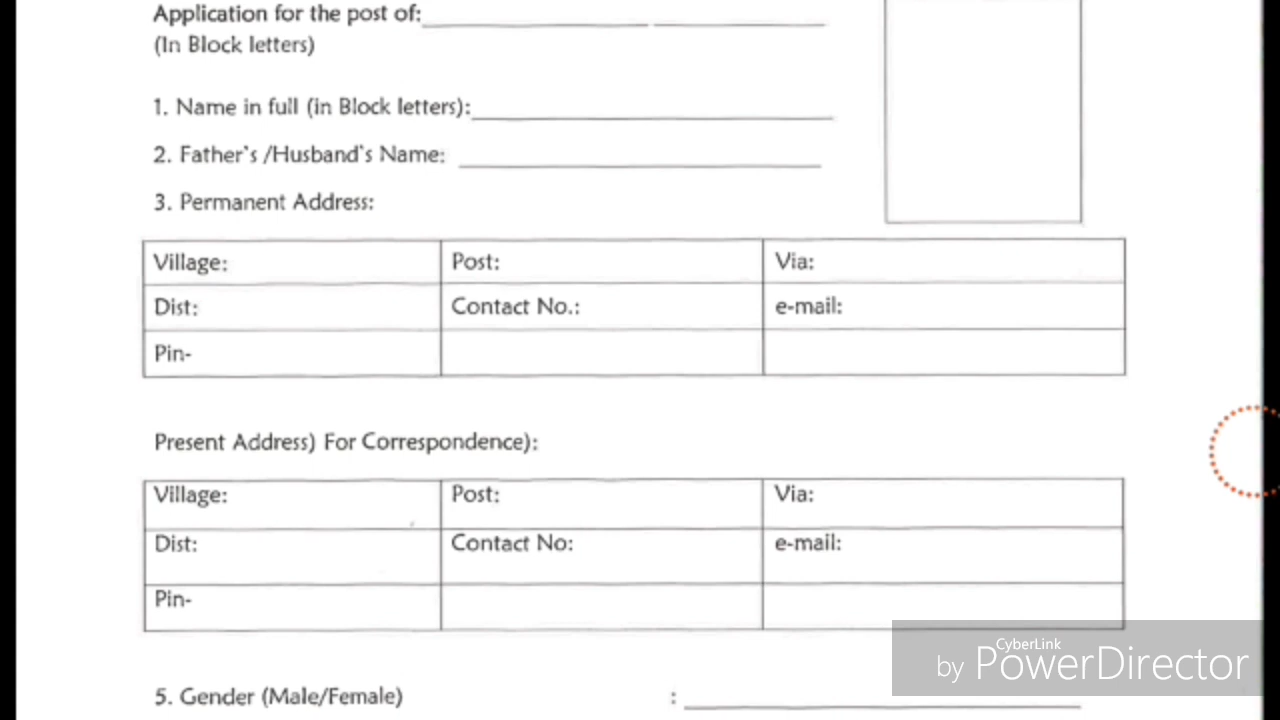 Application for the post of:
(In Block letters)
1. Name in full (in Block letters):
2. Father's /Husband's Name:
3. Permanent Address:
Village: Post: Via:
Dist: Contact No.: e-mail:
Pin-
Present Address) For Correspondence):
Village: Post: Via:
Dist: Contact No: e-mail:
Pin-
5. Gender (Male/Female) :
CyberLink
by PowerDirector